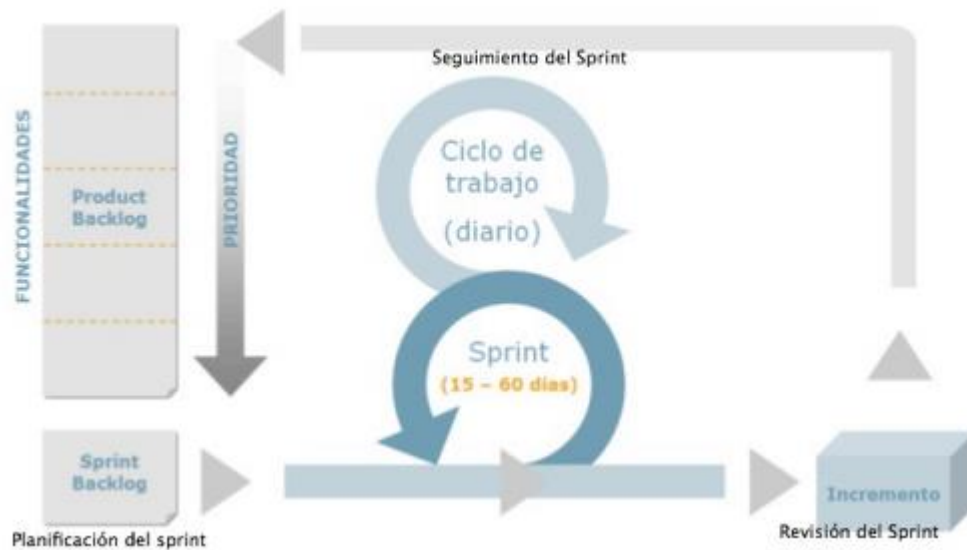 Seguimiento del Sprint
FUNCIONALIDADES
Product
Backlog
PRIORIDAD
Ciclo de
trabajo
(diario)
Sprint
(15 – 60 dias)
Sprint
Backlog
Planificación del sprint
Incremento
Revisión del Sprint